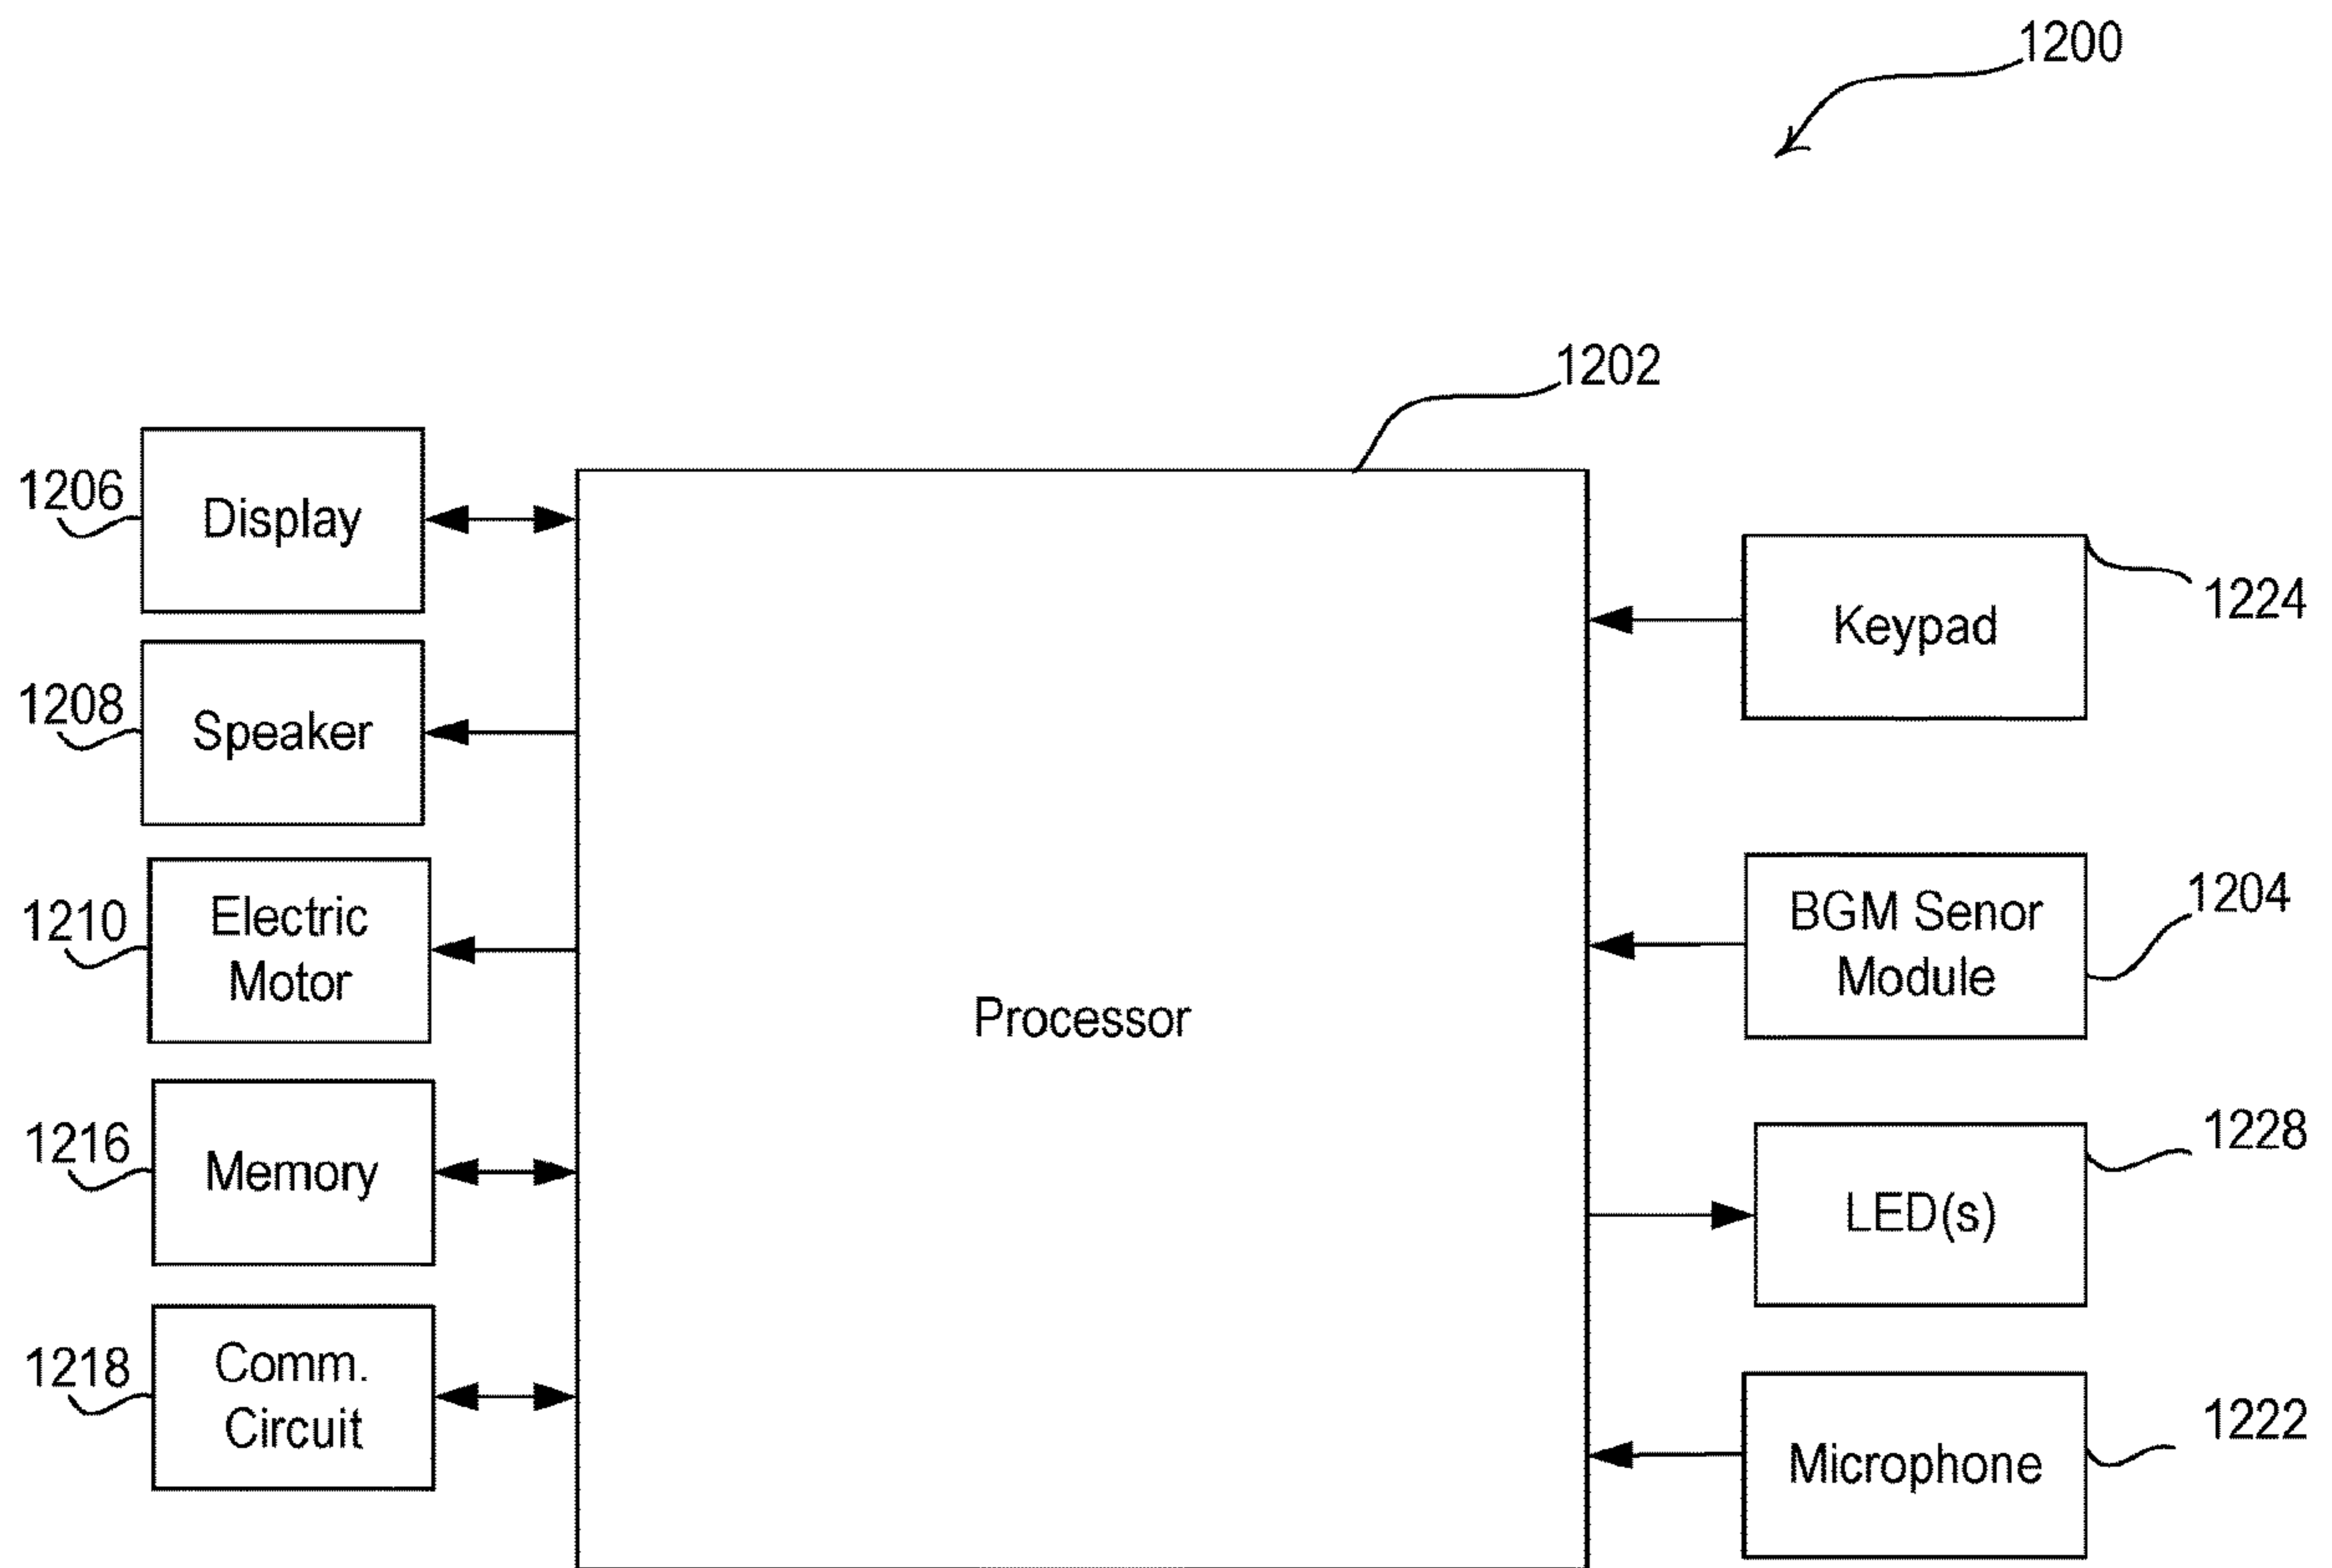 1200
1202
1206
Display
1208
Speaker
1210
Electric
Motor
1216
Memory
1218
Comm.
Circuit
Processor
Keypad
1224
BGM Senor
Module
1204
LED(s)
1228
Microphone
1222